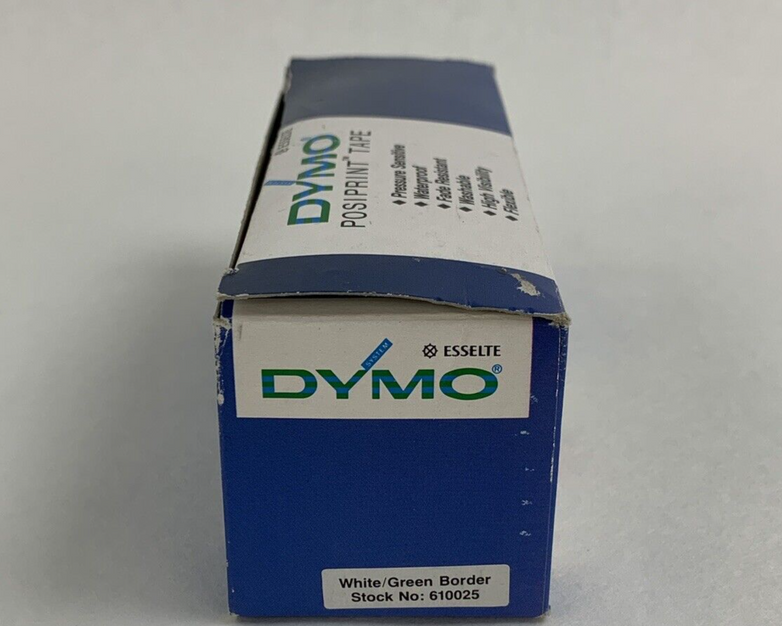 ESSELTE
DYMO
POSIPRINT™ TAPE
◆ Pressure Sensitive
◆ Waterproof
◆ Fade Resistant
◆ Washable
◆ High Visibility
◆ Flexible
SYSTEM
ESSELTE
DYMO®
White/Green Border
Stock No: 610025